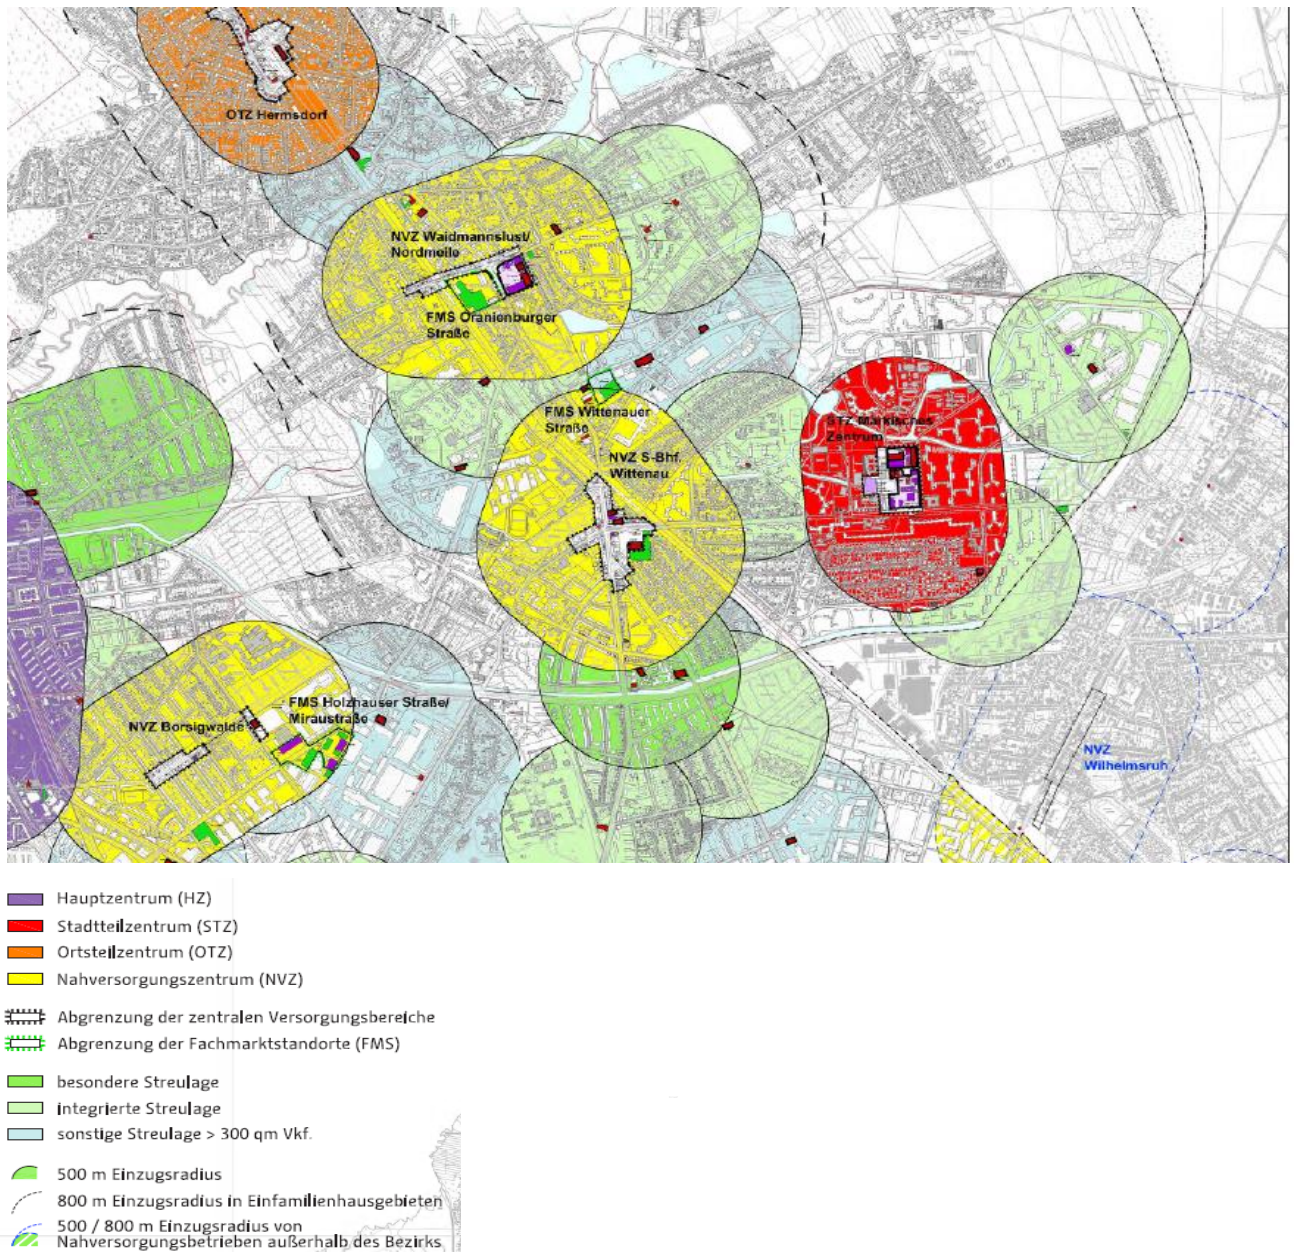 OTZ Hermsdorf
NVZ Waidmannslust/
Nordmeile
FMS Oranienburger
Straße
FMS Wittenauer
Straße
NVZ S-Bhf.
Wittenau
STZ Märkisches
Zentrum
FMS Holzhauser Straße/
Miraustraße
NVZ Borsigwalde
NVZ
Wilhelmsruh
Hauptzentrum (HZ)
Stadtteilzentrum (STZ)
Ortsteilzentrum (OTZ)
Nahversorgungszentrum (NVZ)
Abgrenzung der zentralen Versorgungsbereiche
Abgrenzung der Fachmarktstandorte (FMS)
besondere Streulage
integrierte Streulage
sonstige Streulage > 300 qm Vkf.
500 m Einzugsradius
800 m Einzugsradius in Einfamilienhausgebieten
500 / 800 m Einzugsradius von
Nahversorgungsbetrieben außerhalb des Bezirks